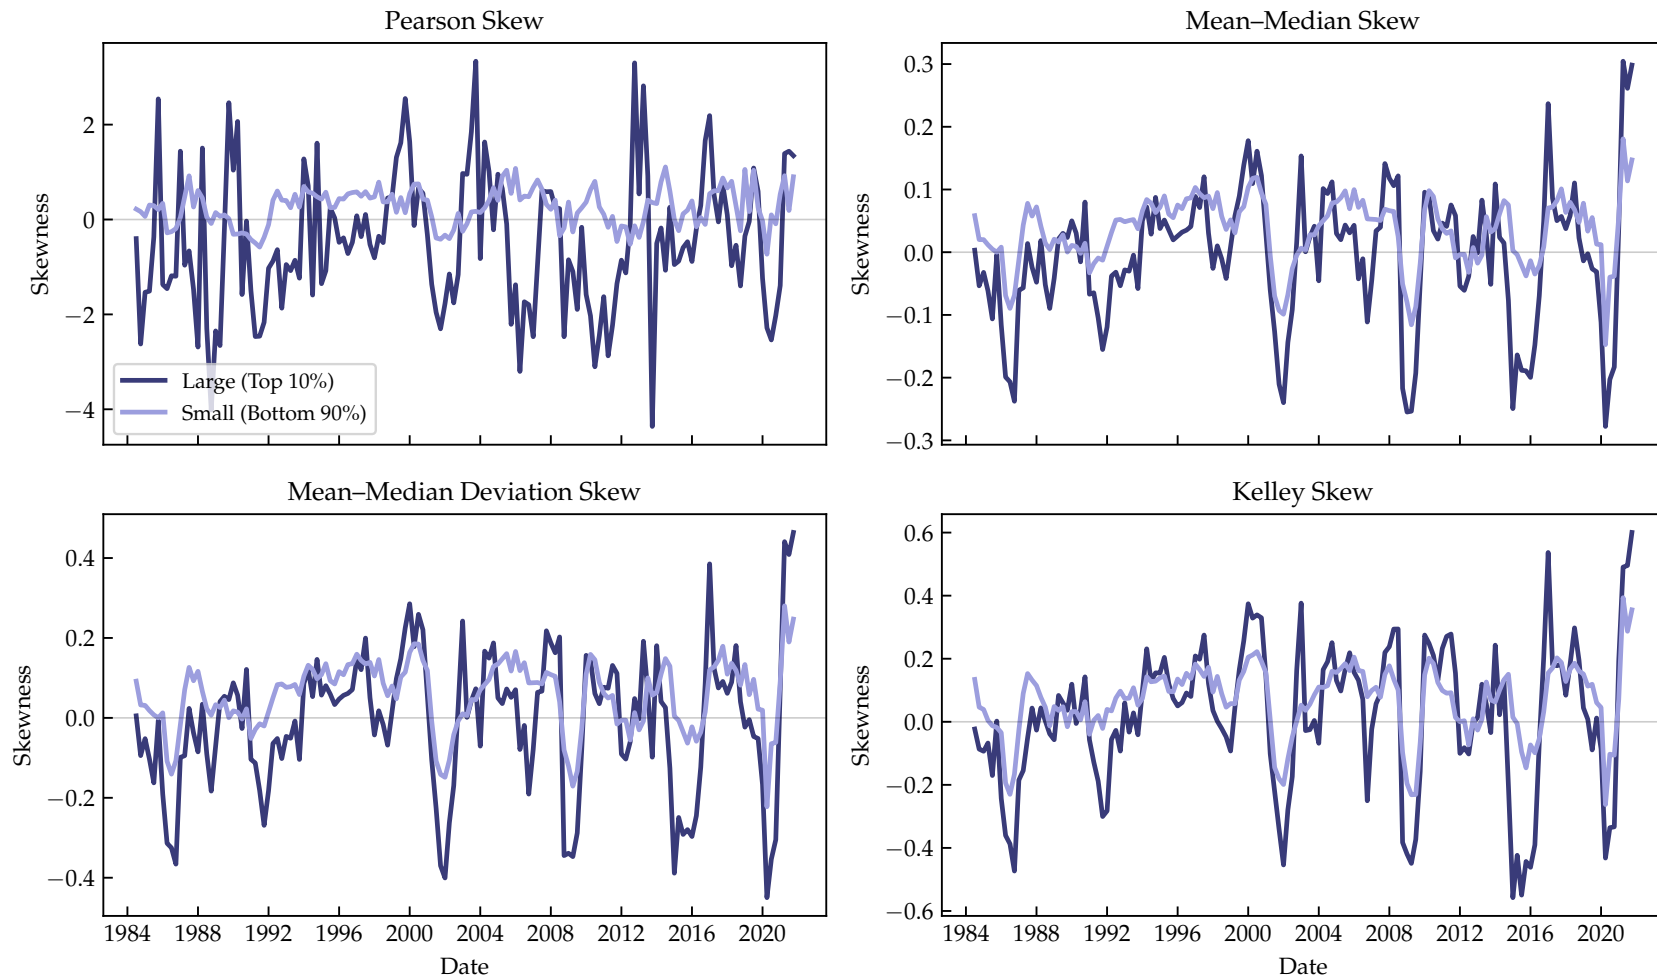 Pearson Skew
Skewness
2
0
−2
−4
Large (Top 10%)
Small (Bottom 90%)
Mean–Median Skew
Skewness
0.3
0.2
0.1
0.0
−0.1
−0.2
−0.3
Mean–Median Deviation Skew
Skewness
0.4
0.2
0.0
−0.2
−0.4
1984 1988 1992 1996 2000 2004 2008 2012 2016 2020
Date
Kelley Skew
Skewness
0.6
0.4
0.2
0.0
−0.2
−0.4
−0.6
1984 1988 1992 1996 2000 2004 2008 2012 2016 2020
Date